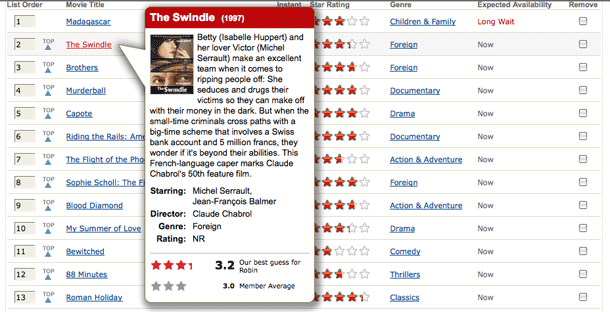 List Order Movie Title Instant Star Rating Genre Expected Availability Remove
1 Madagascar Children & Family Long Wait
2 TOP The Swindle Foreign Now
3 TOP Brothers Foreign Now
4 TOP Murderball Documentary Now
5 TOP Capote Drama Now
6 TOP Riding the Rails: Ame Documentary Now
7 TOP The Flight of the Pho Action & Adventure Now
8 TOP Sophie Scholl: The Fi Foreign Now
9 TOP Blood Diamond Action & Adventure Now
10 TOP My Summer of Love Drama Now
11 TOP Bewitched Comedy Now
12 TOP 88 Minutes Thrillers Now
13 TOP Roman Holiday Classics Now
The Swindle (1997)
The Swindle
Betty (Isabelle Huppert) and
her lover Victor (Michel
Serrault) make an excellent
team when it comes to
ripping people off: She
seduces and drugs their
victims so they can make off
with their money in the dark. But when the
small-time criminals cross paths with a
big-time scheme that involves a Swiss
bank account and 5 million francs, they
wonder if it's beyond their abilities. This
French-language caper marks Claude
Chabrol's 50th feature film.
Starring: Michel Serrault,
Jean-François Balmer
Director: Claude Chabrol
Genre: Foreign
Rating: NR
3.2 Our best guess for
Robin
3.0 Member Average